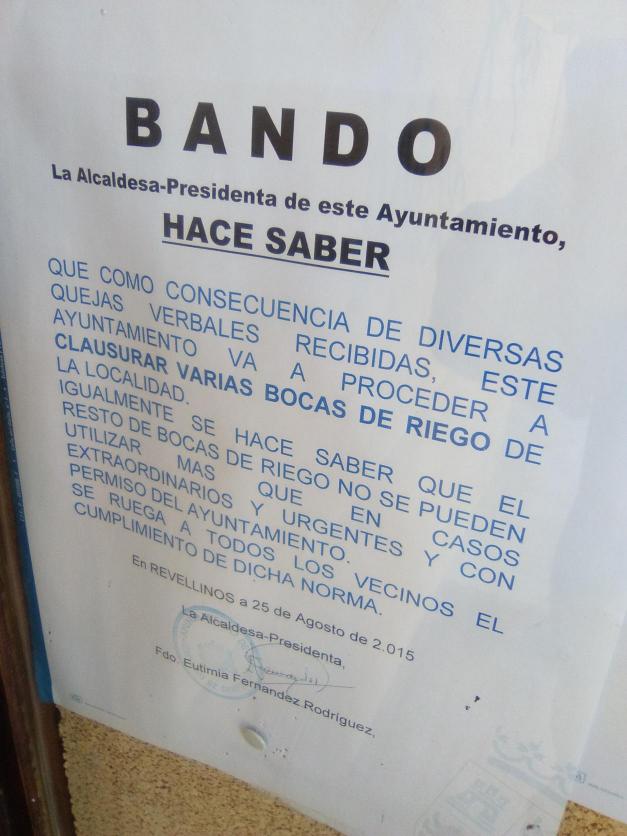 BANDO
La Alcaldesa-Presidenta de este Ayuntamiento,
HACE SABER
QUE COMO CONSECUENCIA DE DIVERSAS
QUEJAS VERBALES RECIBIDAS, ESTE
AYUNTAMIENTO VA A PROCEDER A
CLAUSURAR VARIAS BOCAS DE RIEGO DE
LA LOCALIDAD.
IGUALMENTE SE HACE SABER QUE EL
RESTO DE BOCAS DE RIEGO NO SE PUEDEN
UTILIZAR MAS QUE EN CASOS
EXTRAORDINARIOS Y URGENTES Y CON
PERMISO DEL AYUNTAMIENTO.
SE RUEGA A TODOS LOS VECINOS EL
CUMPLIMIENTO DE DICHA NORMA.
En REVELLINOS a 25 de Agosto de 2.015
La Alcaldesa-Presidenta,
Fdo. Eutimia Fernandez Rodríguez,